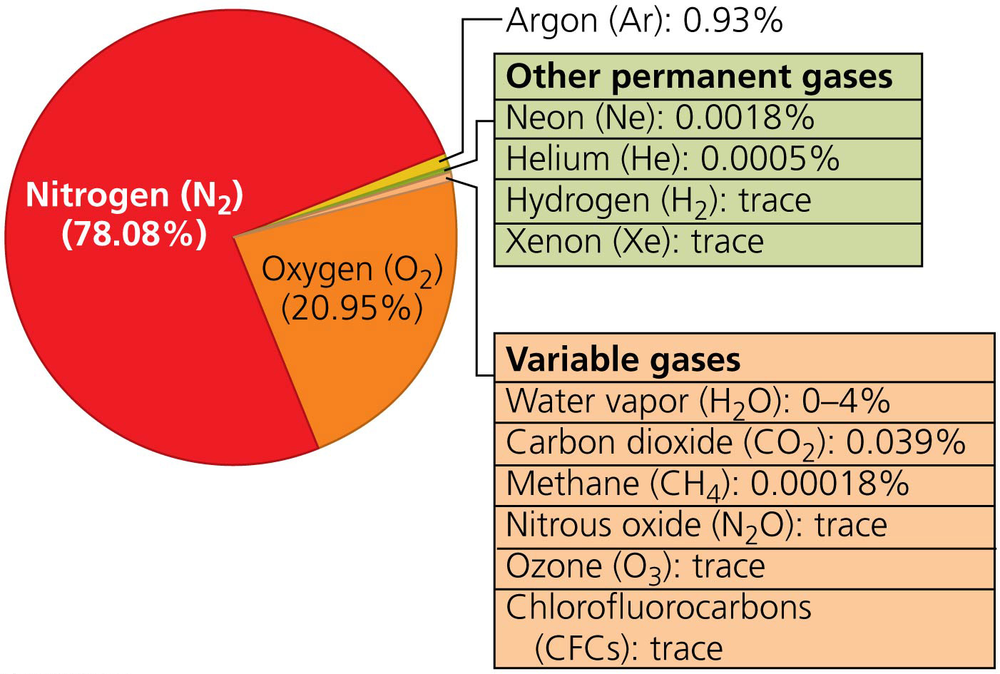 Argon (Ar): 0.93%
Other permanent gases
Neon (Ne): 0.0018%
Helium (He): 0.0005%
Hydrogen (H₂): trace
Xenon (Xe): trace
Nitrogen (N₂)
(78.08%)
Oxygen (O₂)
(20.95%)
Variable gases
Water vapor (H₂O): 0–4%
Carbon dioxide (CO₂): 0.039%
Methane (CH₄): 0.00018%
Nitrous oxide (N₂O): trace
Ozone (O₃): trace
Chlorofluorocarbons
(CFCs): trace